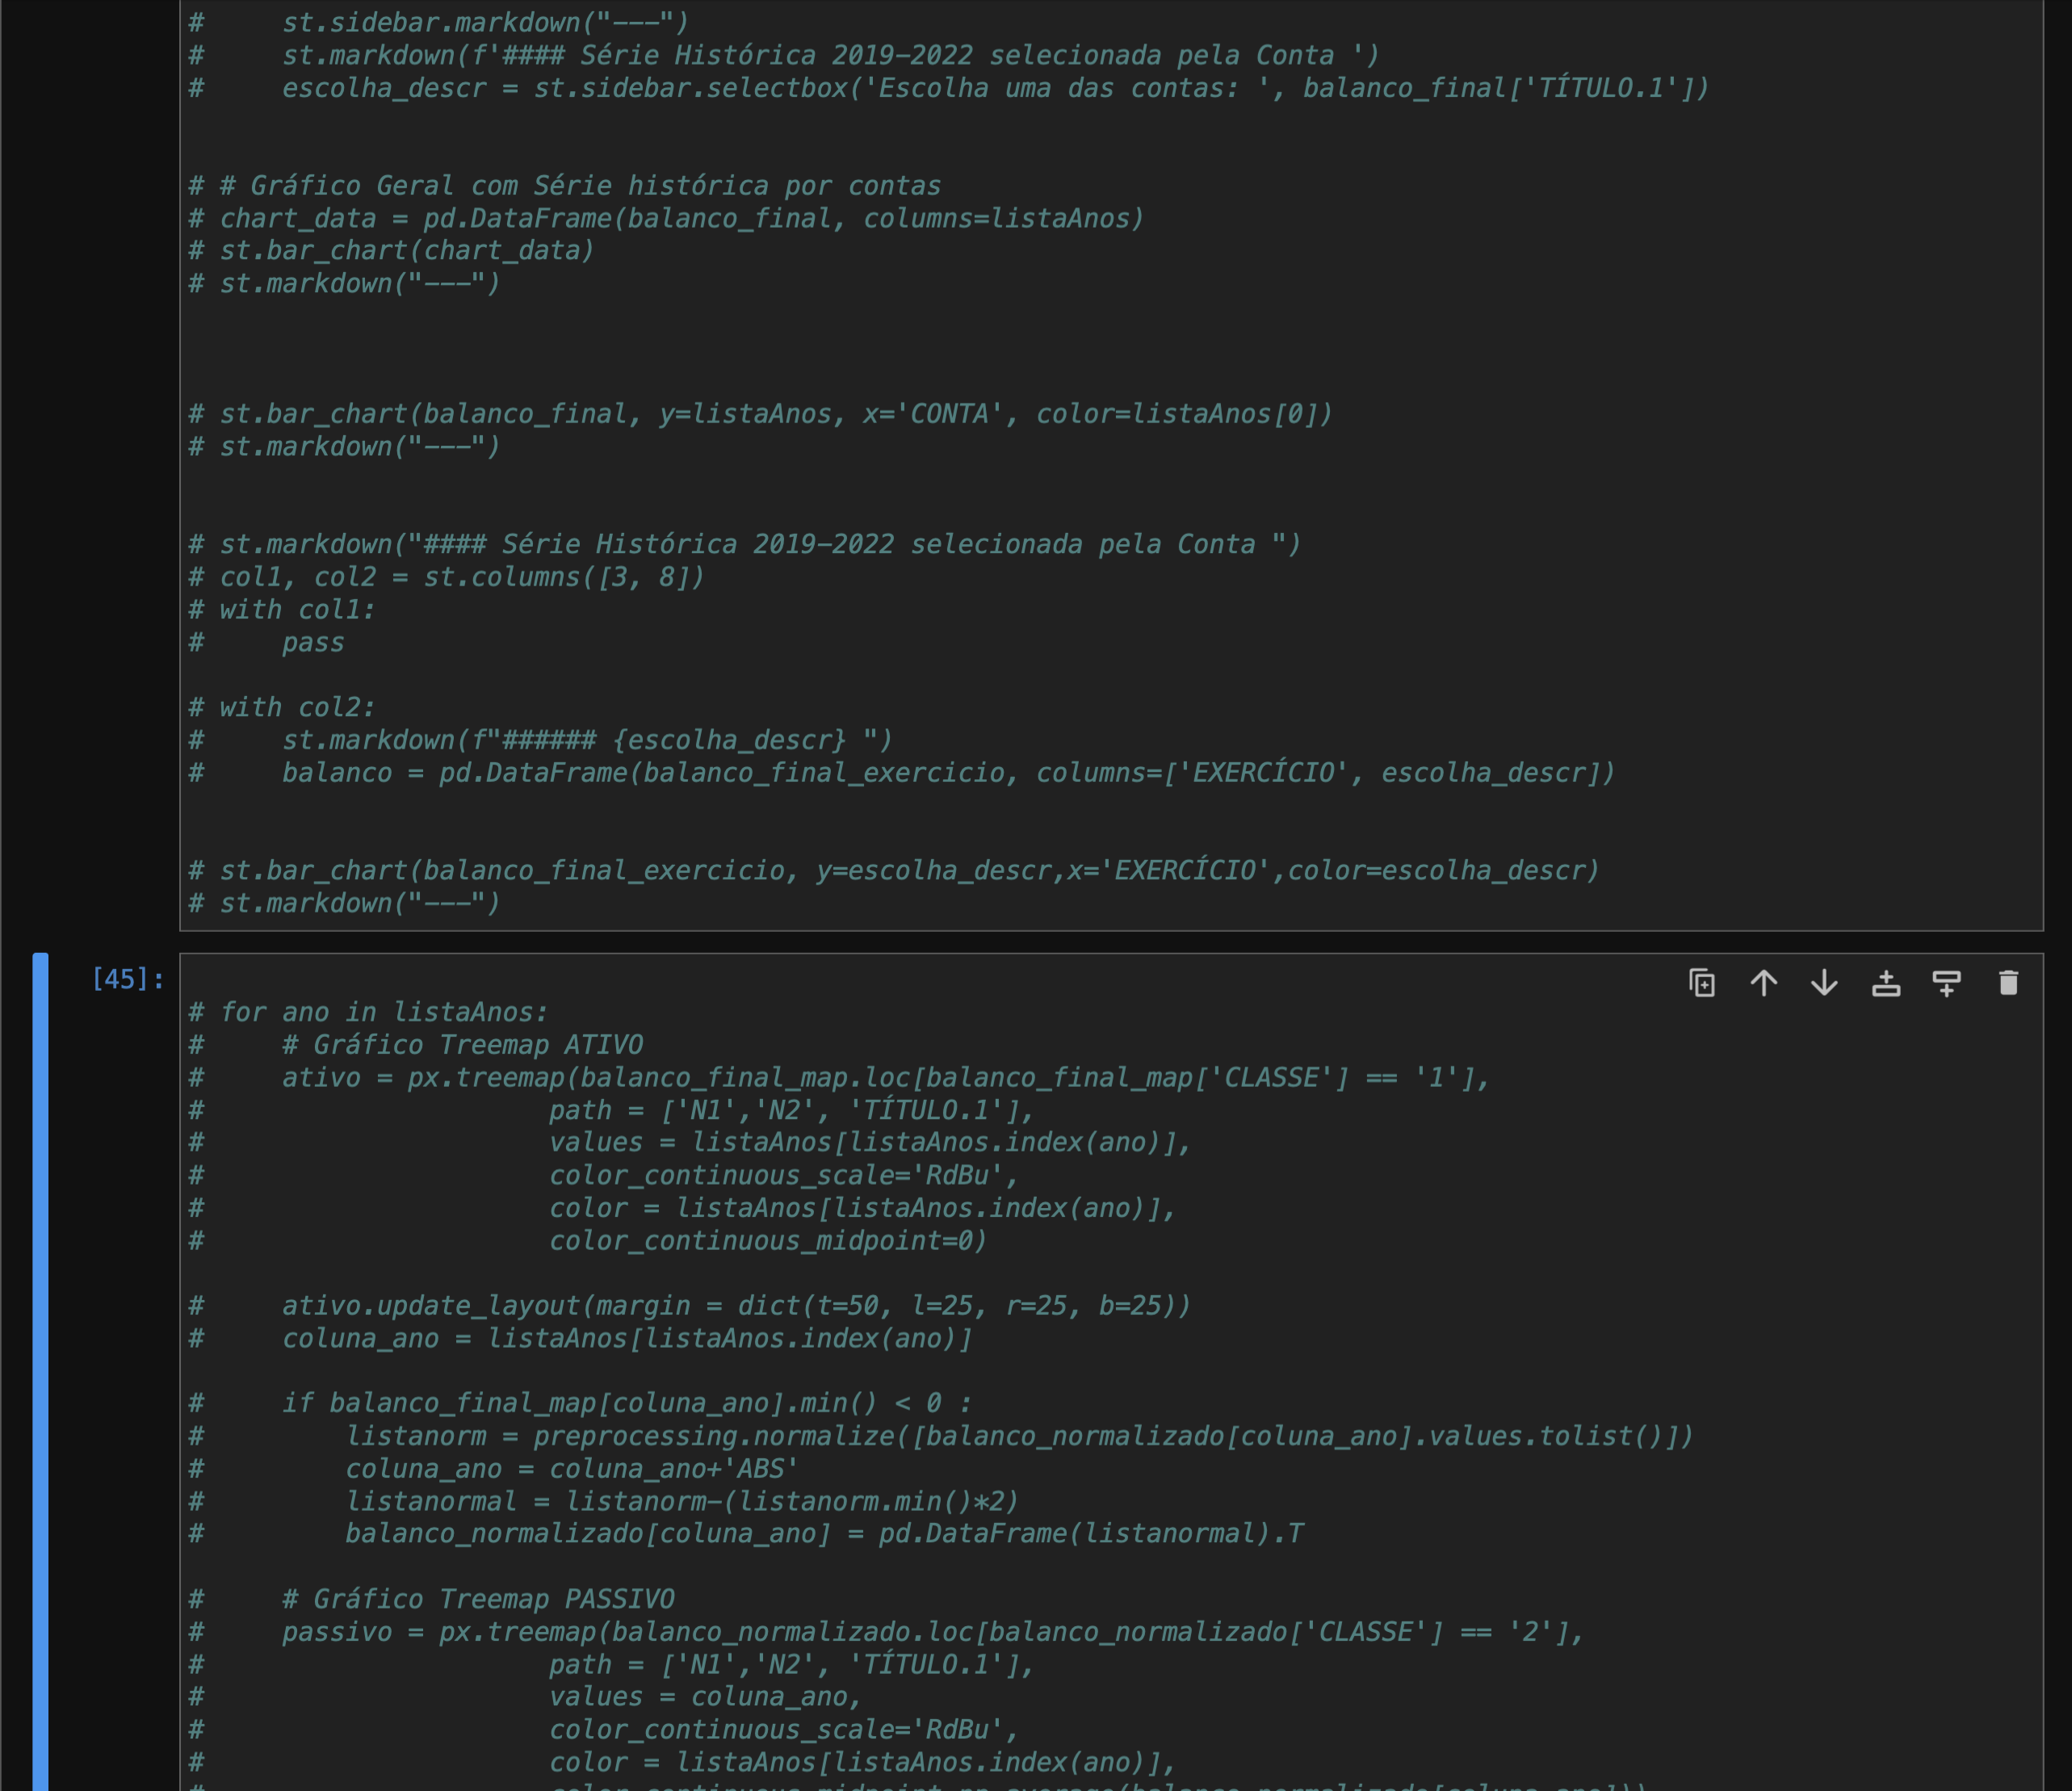 #     st.sidebar.markdown("---")
#     st.markdown(f'#### Série Histórica 2019-2022 selecionada pela Conta ')
#     escolha_descr = st.sidebar.selectbox('Escolha uma das contas: ', balanco_final['TÍTULO.1'])
# # Gráfico Geral com Série histórica por contas
# chart_data = pd.DataFrame(balanco_final, columns=listaAnos)
# st.bar_chart(chart_data)
# st.markdown("---")
# st.bar_chart(balanco_final, y=listaAnos, x='CONTA', color=listaAnos[0])
# st.markdown("---")
# st.markdown("#### Série Histórica 2019-2022 selecionada pela Conta ")
# col1, col2 = st.columns([3, 8])
# with col1:
#     pass
# with col2:
#     st.markdown(f"###### {escolha_descr} ")
#     balanco = pd.DataFrame(balanco_final_exercicio, columns=['EXERCÍCIO', escolha_descr])
# st.bar_chart(balanco_final_exercicio, y=escolha_descr,x='EXERCÍCIO',color=escolha_descr)
# st.markdown("---")
[45]:
# for ano in listaAnos:
#     # Gráfico Treemap ATIVO
#     ativo = px.treemap(balanco_final_map.loc[balanco_final_map['CLASSE'] == '1'],
#                      path = ['N1','N2', 'TÍTULO.1'],
#                      values = listaAnos[listaAnos.index(ano)],
#                      color_continuous_scale='RdBu',
#                      color = listaAnos[listaAnos.index(ano)],
#                      color_continuous_midpoint=0)
#     ativo.update_layout(margin = dict(t=50, l=25, r=25, b=25))
#     coluna_ano = listaAnos[listaAnos.index(ano)]
#     if balanco_final_map[coluna_ano].min() < 0 :
#         listanorm = preprocessing.normalize([balanco_normalizado[coluna_ano].values.tolist()])
#         coluna_ano = coluna_ano+'ABS'
#         listanormal = listanorm-(listanorm.min()*2)
#         balanco_normalizado[coluna_ano] = pd.DataFrame(listanormal).T
#     # Gráfico Treemap PASSIVO
#     passivo = px.treemap(balanco_normalizado.loc[balanco_normalizado['CLASSE'] == '2'],
#                      path = ['N1','N2', 'TÍTULO.1'],
#                      values = coluna_ano,
#                      color_continuous_scale='RdBu',
#                      color = listaAnos[listaAnos.index(ano)],